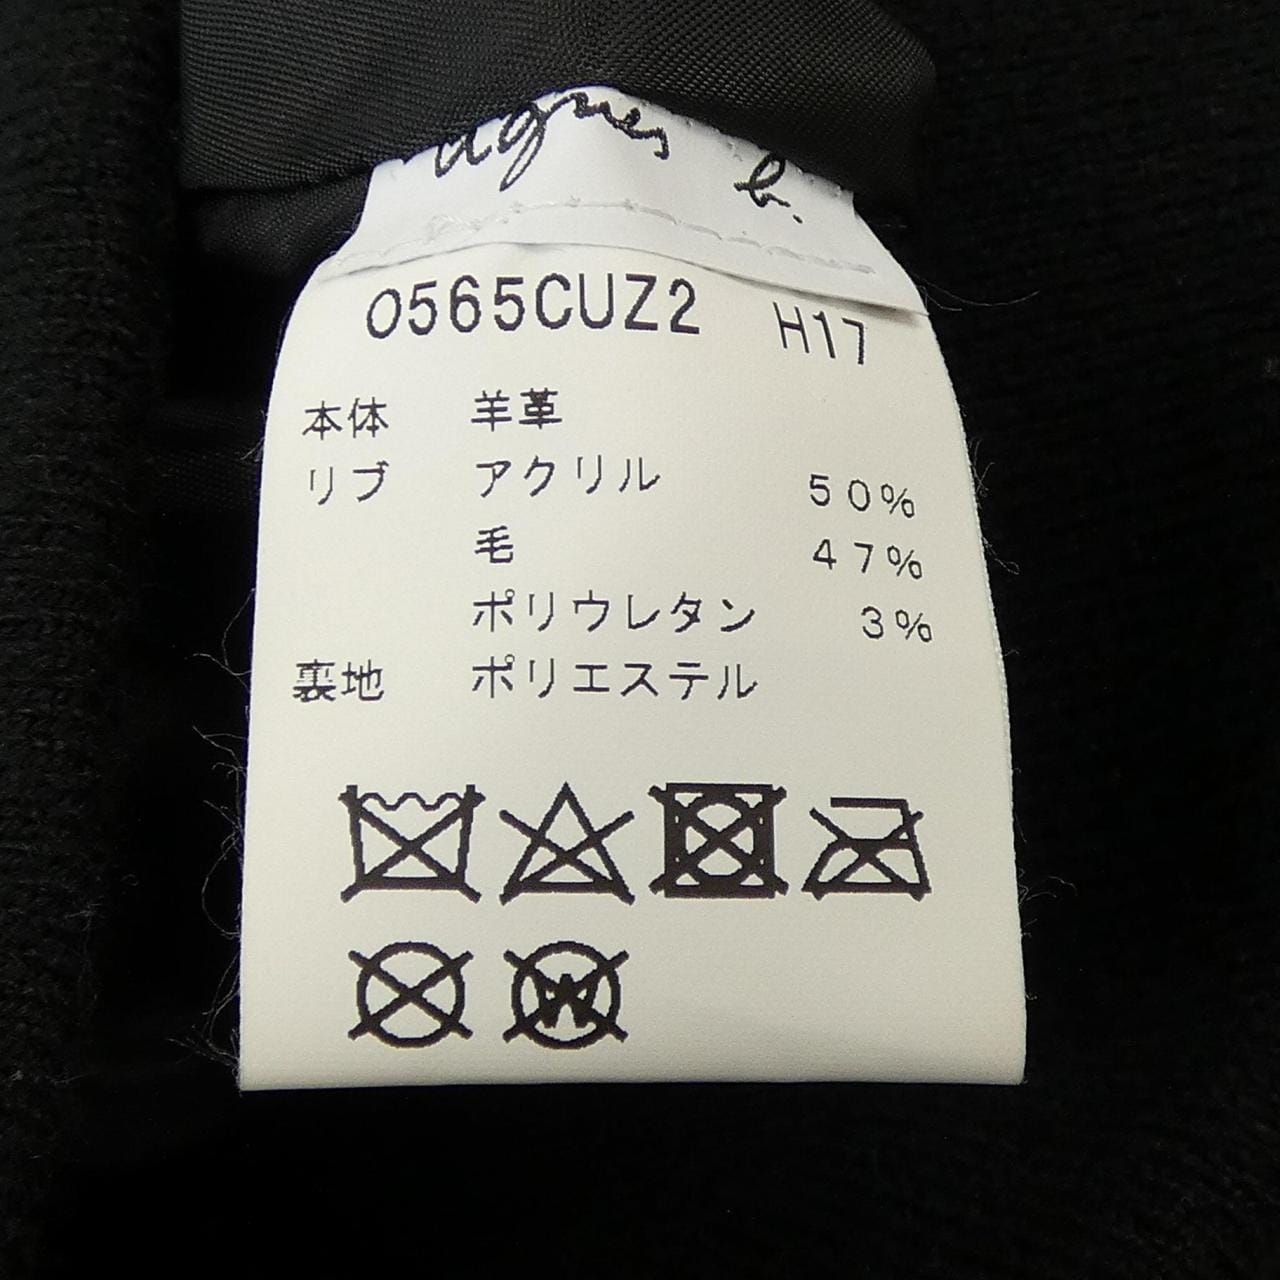 agnes b.
0565CUZ2 H17
本体 羊革
リブ アクリル 50%
毛 47%
ポリウレタン 3%
裏地 ポリエステル
W